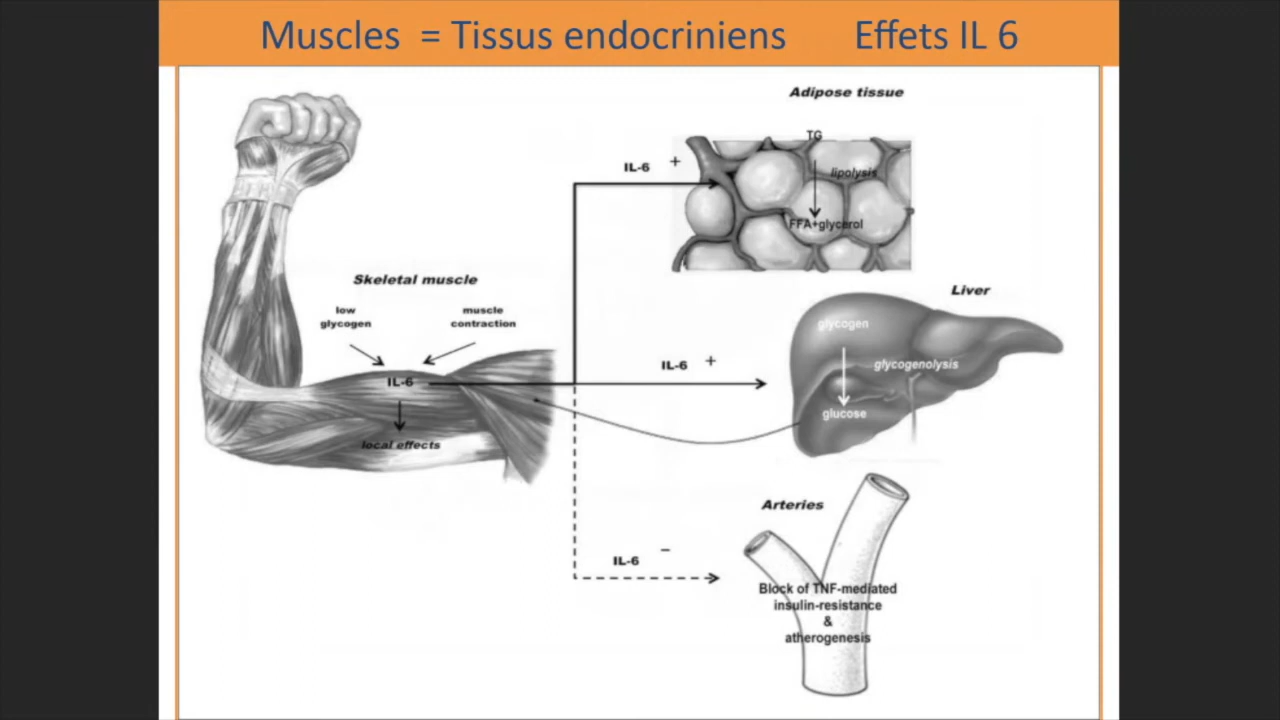 Muscles = Tissus endocriniens Effets IL 6
Adipose tissue
TG
IL-6 +
lipolysis
FFA+glycerol
Skeletal muscle
Liver
low
glycogen
muscle
contraction
glycogen
IL-6 +
glycogenolysis
IL-6
glucose
local effects
Arteries
IL-6 −
Block of TNF-mediated
insulin-resistance
&
atherogenesis